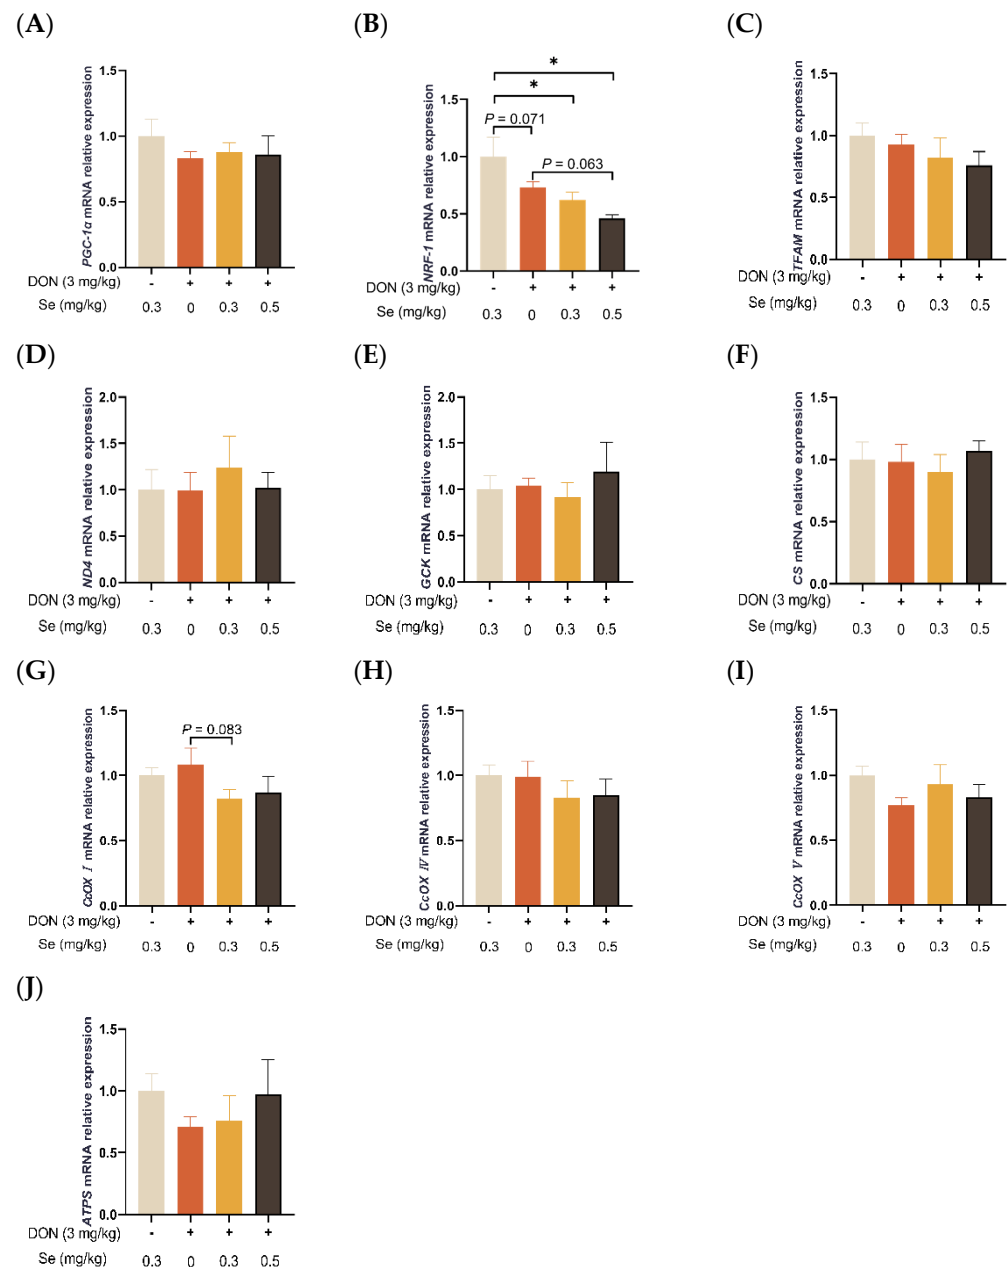 (A)
PGC-1α mRNA relative expression
1.5
1.0
0.5
0.0
DON (3 mg/kg) - + + +
Se (mg/kg) 0.3 0 0.3 0.5
(B)
NRF-1 mRNA relative expression
*
*
P = 0.071
P = 0.063
1.5
1.0
0.5
0.0
DON (3 mg/kg) - + + +
Se (mg/kg) 0.3 0 0.3 0.5
(C)
TFAM mRNA relative expression
1.5
1.0
0.5
0.0
DON (3 mg/kg) - + + +
Se (mg/kg) 0.3 0 0.3 0.5
(D)
ND4 mRNA relative expression
2.0
1.5
1.0
0.5
0.0
DON (3 mg/kg) - + + +
Se (mg/kg) 0.3 0 0.3 0.5
(E)
GCK mRNA relative expression
2.0
1.5
1.0
0.5
0.0
DON (3 mg/kg) - + + +
Se (mg/kg) 0.3 0 0.3 0.5
(F)
CS mRNA relative expression
1.5
1.0
0.5
0.0
DON (3 mg/kg) - + + +
Se (mg/kg) 0.3 0 0.3 0.5
(G)
CcOX I mRNA relative expression
P = 0.083
1.5
1.0
0.5
0.0
DON (3 mg/kg) - + + +
Se (mg/kg) 0.3 0 0.3 0.5
(H)
CcOX IV mRNA relative expression
1.5
1.0
0.5
0.0
DON (3 mg/kg) - + + +
Se (mg/kg) 0.3 0 0.3 0.5
(I)
CcOX V mRNA relative expression
1.5
1.0
0.5
0.0
DON (3 mg/kg) - + + +
Se (mg/kg) 0.3 0 0.3 0.5
(J)
ATPS mRNA relative expression
1.5
1.0
0.5
0.0
DON (3 mg/kg) - + + +
Se (mg/kg) 0.3 0 0.3 0.5